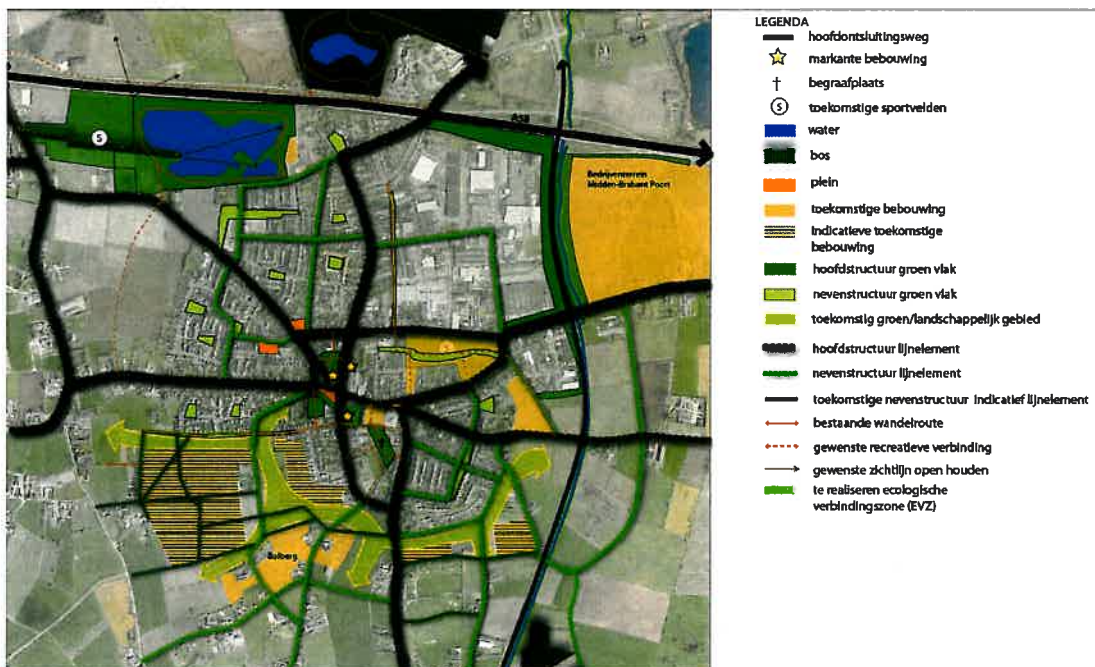 LEGENDA
hoofdontsluitingsweg
markante bebouwing
begraafplaats
S toekomstige sportvelden
water
bos
plein
toekomstige bebouwing
indicatieve toekomstige
bebouwing
hoofdstructuur groen vlak
nevenstructuur groen vlak
toekomstig groen/landschappelijk gebied
hoofdstructuur lijnelement
nevenstructuur lijnelement
toekomstige nevenstructuur indicatief lijnelement
bestaande wandelroute
gewenste recreatieve verbinding
gewenste zichtlijn open houden
te realiseren ecologische
verbindingszone (EVZ)
S
Bedrijventerrein
Midden-Brabant Poort